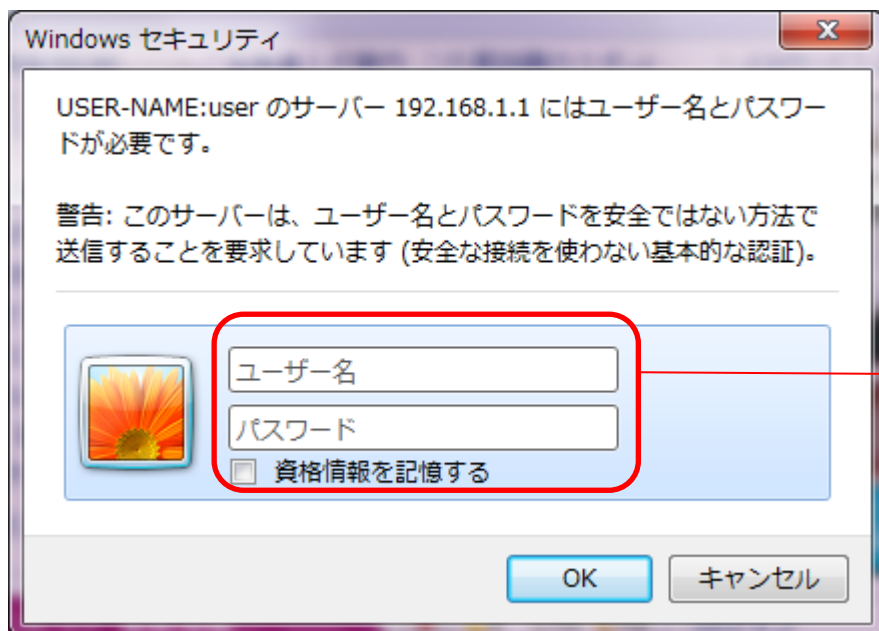 Windows セキュリティ
USER-NAME:user のサーバー 192.168.1.1 にはユーザー名とパスワー
ドが必要です。
警告: このサーバーは、ユーザー名とパスワードを安全ではない方法で
送信することを要求しています (安全な接続を使わない基本的な認証)。
ユーザー名
パスワード
資格情報を記憶する
OK
キャンセル